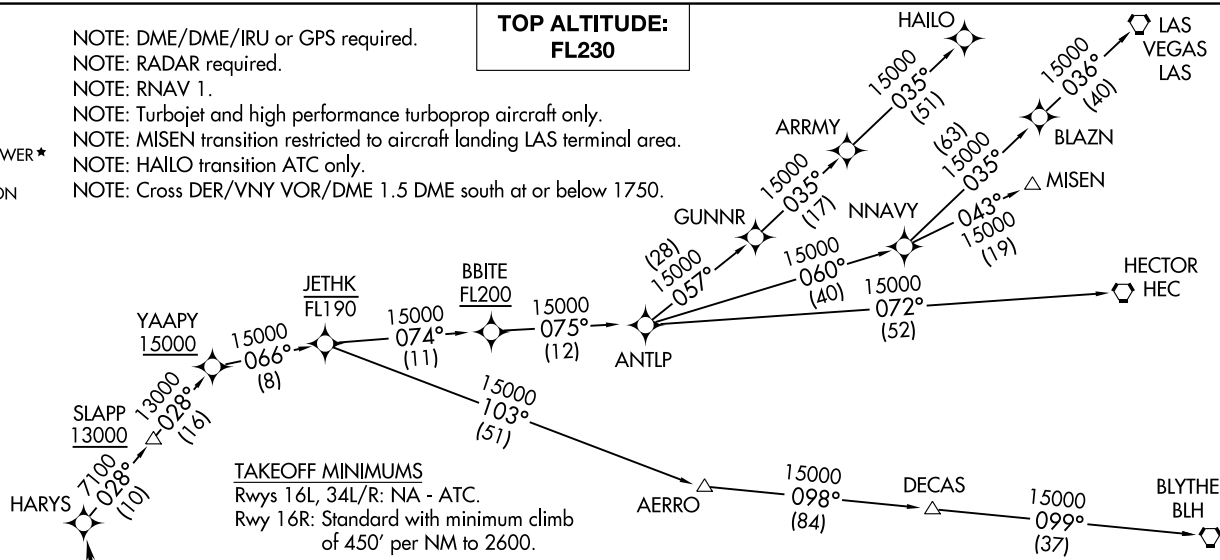 NOTE: DME/DME/IRU or GPS required.
NOTE: RADAR required.
NOTE: RNAV 1.
NOTE: Turbojet and high performance turboprop aircraft only.
NOTE: MISEN transition restricted to aircraft landing LAS terminal area.
NOTE: HAILO transition ATC only.
NOTE: Cross DER/VNY VOR/DME 1.5 DME south at or below 1750.
WER★
ON
TOP ALTITUDE:
FL230
HAILO
LAS
VEGAS
LAS
15000
035°
(51)
15000
036°
(40)
ARRMY
BLAZN
15000
035°
(17)
(63)
15000
035°
MISEN
043°
15000
(19)
GUNNR
NNAVY
(28)
15000
057°
15000
060°
(40)
HECTOR
HEC
15000
072°
(52)
ANTLP
BBITE
FL200
15000
075°
(12)
JETHK
FL190
15000
074°
(11)
YAAPY
15000
15000
066°
(8)
SLAPP
13000
13000
028°
(16)
7100
028°
(10)
HARYS
15000
103°
(51)
AERRO
15000
098°
(84)
DECAS
15000
099°
(37)
BLYTHE
BLH
TAKEOFF MINIMUMS
Rwys 16L, 34L/R: NA - ATC.
Rwy 16R: Standard with minimum climb
of 450' per NM to 2600.